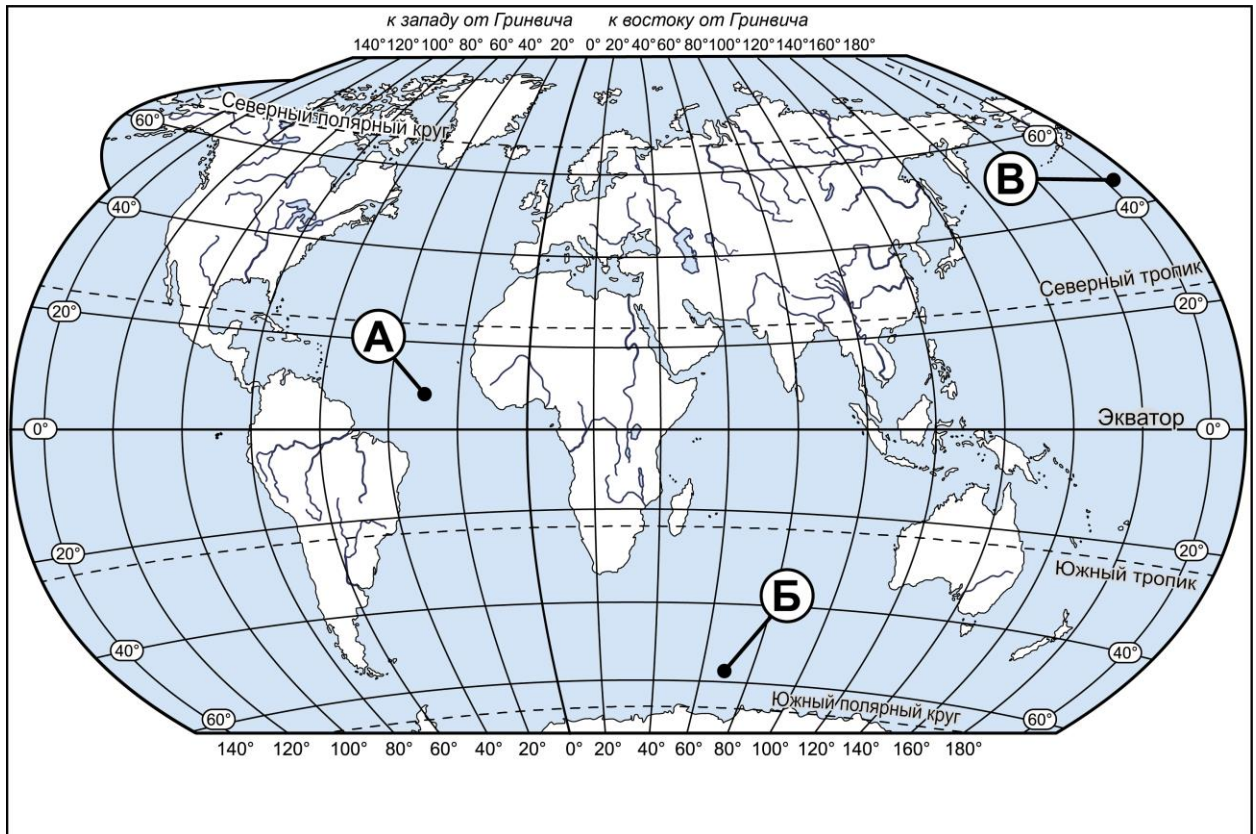 к западу от Гринвича к востоку от Гринвича
140° 120° 100° 80° 60° 40° 20° 0° 20° 40° 60° 80° 100° 120° 140° 160° 180°
Северный полярный круг
60° 60°
В
40° 40°
Северный тропик
20° 20°
А
Экватор
0° 0°
20° 20°
Южный тропик
Б
40° 40°
Южный полярный круг
60° 60°
140° 120° 100° 80° 60° 40° 20° 0° 20° 40° 60° 80° 100° 120° 140° 160° 180°